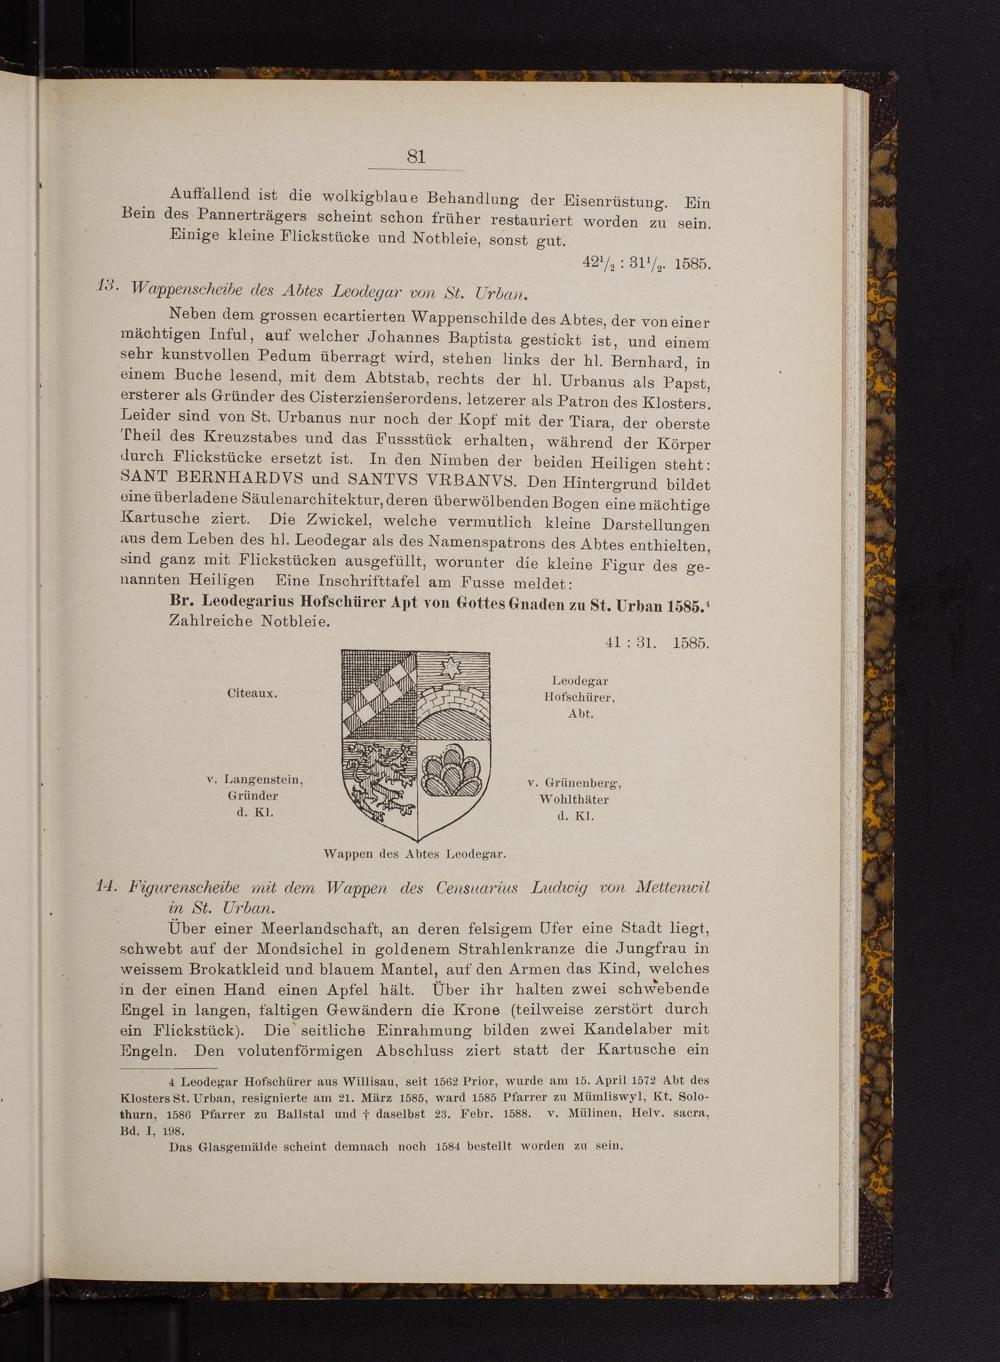 81
Auffallend ist die wolkigblaue Behandlung der Eisenrüstung. Ein
Bein des Pannerträgers scheint schon früher restauriert worden zu sein.
Einige kleine Flickstücke und Notbleie, sonst gut.
42¹/₂ : 31¹/₂. 1585.
13. Wappenscheibe des Abtes Leodegar von St. Urban.
Neben dem grossen ecartierten Wappenschilde des Abtes, der von einer
mächtigen Inful, auf welcher Johannes Baptista gestickt ist, und einem
sehr kunstvollen Pedum überragt wird, stehen links der hl. Bernhard, in
einem Buche lesend, mit dem Abtstab, rechts der hl. Urbanus als Papst,
ersterer als Gründer des Cisterzienserordens. letzerer als Patron des Klosters.
Leider sind von St. Urbanus nur noch der Kopf mit der Tiara, der oberste
Theil des Kreuzstabes und das Fussstück erhalten, während der Körper
durch Flickstücke ersetzt ist. In den Nimben der beiden Heiligen steht:
SANT BERNHARDVS und SANTVS VRBANVS. Den Hintergrund bildet
eine überladene Säulenarchitektur, deren überwölbenden Bogen eine mächtige
Kartusche ziert. Die Zwickel, welche vermutlich kleine Darstellungen
aus dem Leben des hl. Leodegar als des Namenspatrons des Abtes enthielten,
sind ganz mit Flickstücken ausgefüllt, worunter die kleine Figur des ge-
nannten Heiligen Eine Inschrifttafel am Fusse meldet:
Br. Leodegarius Hofschürer Apt von Gottes Gnaden zu St. Urban 1585.⁴
Zahlreiche Notbleie.
41 : 31. 1585.
Citeaux.
Leodegar
Hofschürer,
Abt.
v. Langenstein,
Gründer
d. Kl.
v. Grünenberg,
Wohlthäter
d. Kl.
Wappen des Abtes Leodegar.
14. Figurenscheibe mit dem Wappen des Censuarius Ludwig von Mettenwil
in St. Urban.
Über einer Meerlandschaft, an deren felsigem Ufer eine Stadt liegt,
schwebt auf der Mondsichel in goldenem Strahlenkranze die Jungfrau in
weissem Brokatkleid und blauem Mantel, auf den Armen das Kind, welches
in der einen Hand einen Apfel hält. Über ihr halten zwei schwebende
Engel in langen, faltigen Gewändern die Krone (teilweise zerstört durch
ein Flickstück). Die seitliche Einrahmung bilden zwei Kandelaber mit
Engeln. Den volutenförmigen Abschluss ziert statt der Kartusche ein
4 Leodegar Hofschürer aus Willisau, seit 1562 Prior, wurde am 15. April 1572 Abt des
Klosters St. Urban, resignierte am 21. März 1585, ward 1585 Pfarrer zu Mümliswyl, Kt. Solo-
thurn, 1586 Pfarrer zu Ballstal und † daselbst 23. Febr. 1588. v. Mülinen, Helv. sacra,
Bd. I, 198.
Das Glasgemälde scheint demnach noch 1584 bestellt worden zu sein.